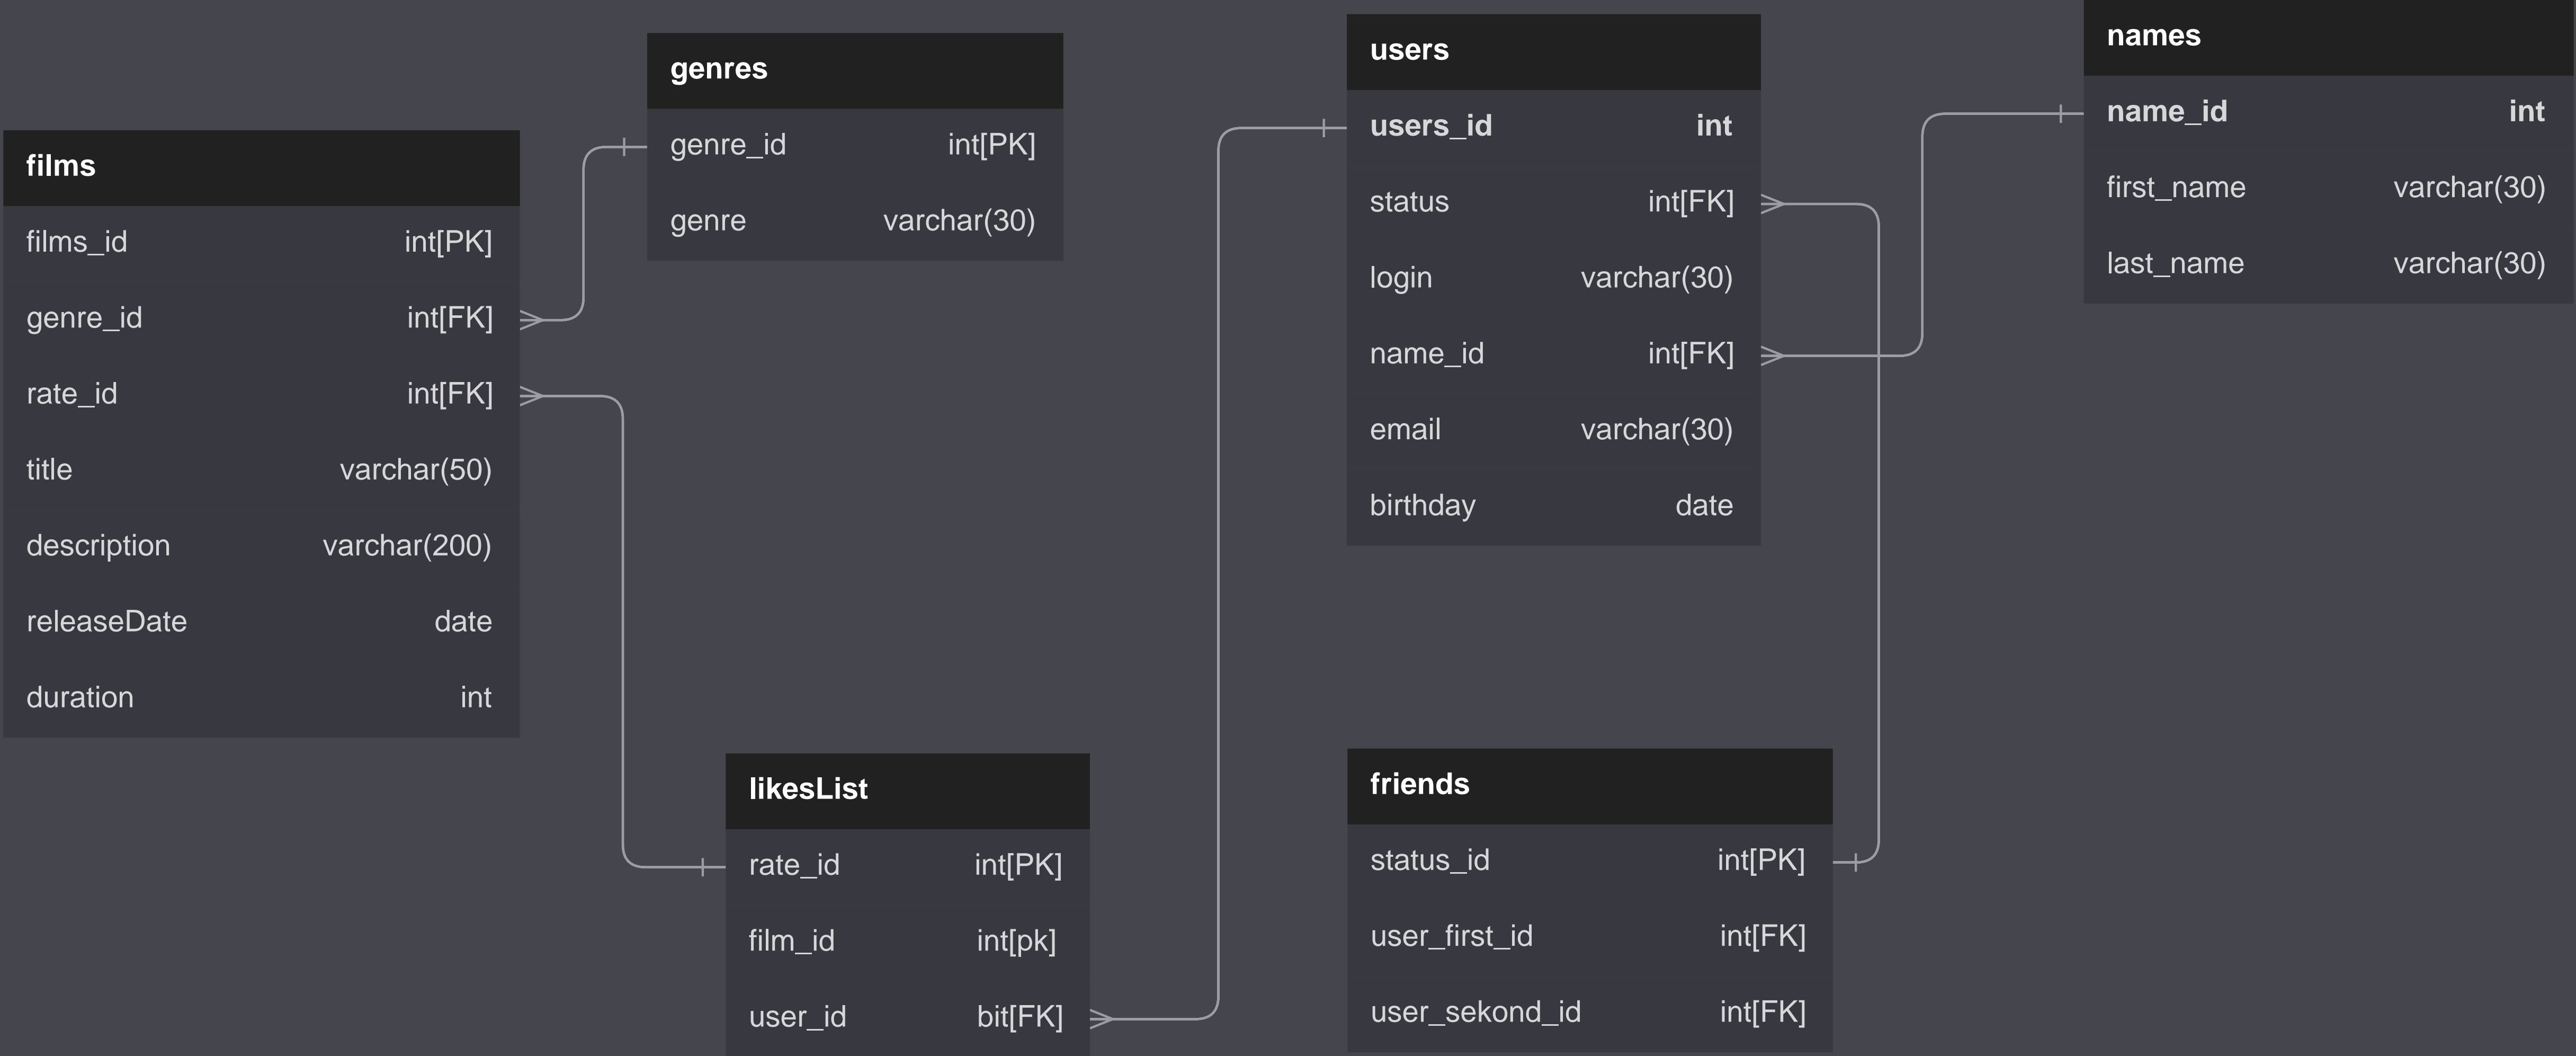 films
films_id int[PK]
genre_id int[FK]
rate_id int[FK]
title varchar(50)
description varchar(200)
releaseDate date
duration int
genres
genre_id int[PK]
genre varchar(30)
likesList
rate_id int[PK]
film_id int[pk]
user_id bit[FK]
users
users_id int
status int[FK]
login varchar(30)
name_id int[FK]
email varchar(30)
birthday date
friends
status_id int[PK]
user_first_id int[FK]
user_sekond_id int[FK]
names
name_id int
first_name varchar(30)
last_name varchar(30)